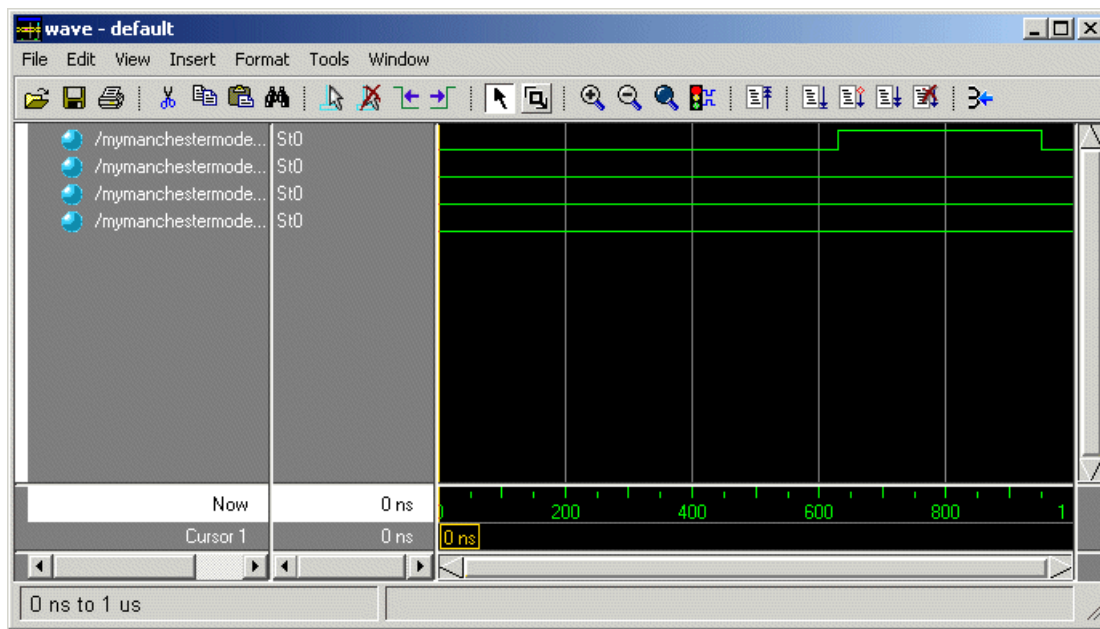 wave - default
File Edit View Insert Format Tools Window
/mymanchestermode... St0
/mymanchestermode... St0
/mymanchestermode... St0
/mymanchestermode... St0
Now 0 ns
200 400 600 800 1
Cursor 1 0 ns 0 ns
0 ns to 1 us